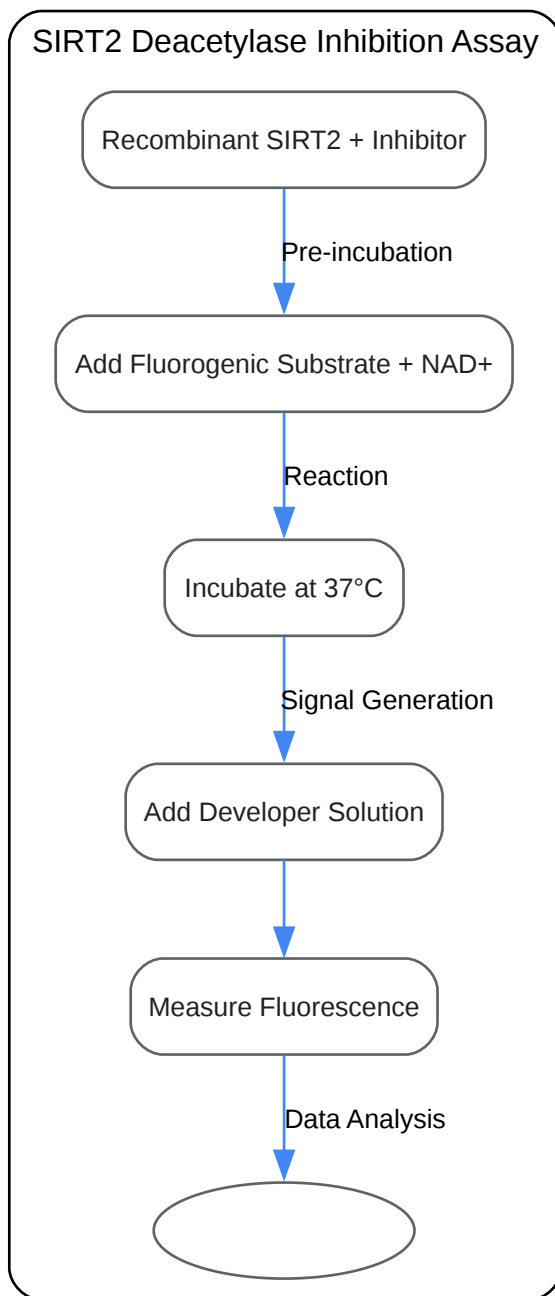 SIRT2 Deacetylase Inhibition Assay
Recombinant SIRT2 + Inhibitor
Pre-incubation
Add Fluorogenic Substrate + NAD+
Reaction
Incubate at 37°C
Signal Generation
Add Developer Solution
Measure Fluorescence
Data Analysis